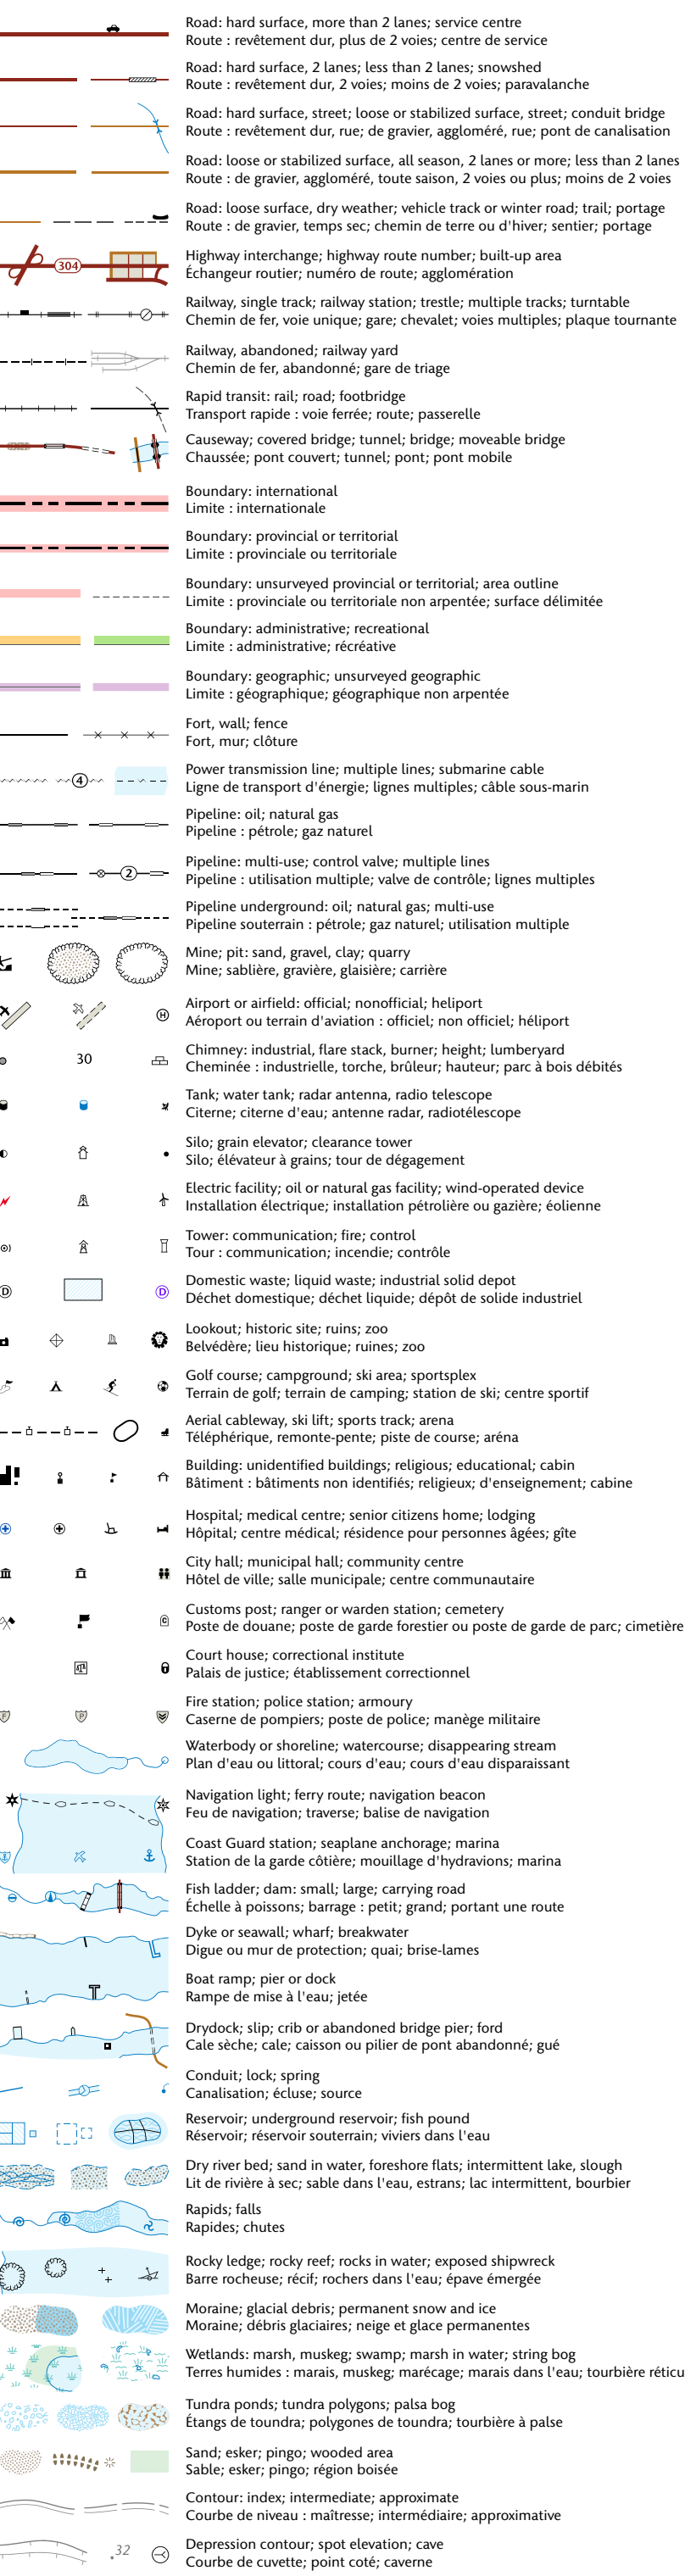 Road: hard surface, more than 2 lanes; service centre
Route : revêtement dur, plus de 2 voies; centre de service
Road: hard surface, 2 lanes; less than 2 lanes; snowshed
Route : revêtement dur, 2 voies; moins de 2 voies; paravalanche
Road: hard surface, street; loose or stabilized surface, street; conduit bridge
Route : revêtement dur, rue; de gravier, aggloméré, rue; pont de canalisation
Road: loose or stabilized surface, all season, 2 lanes or more; less than 2 lanes
Route : de gravier, aggloméré, toute saison, 2 voies ou plus; moins de 2 voies
Road: loose surface, dry weather; vehicle track or winter road; trail; portage
Route : de gravier, temps sec; chemin de terre ou d'hiver; sentier; portage
304
Highway interchange; highway route number; built-up area
Échangeur routier; numéro de route; agglomération
Railway, single track; railway station; trestle; multiple tracks; turntable
Chemin de fer, voie unique; gare; chevalet; voies multiples; plaque tournante
Railway, abandoned; railway yard
Chemin de fer, abandonné; gare de triage
Rapid transit: rail; road; footbridge
Transport rapide : voie ferrée; route; passerelle
Causeway; covered bridge; tunnel; bridge; moveable bridge
Chaussée; pont couvert; tunnel; pont; pont mobile
Boundary: international
Limite : internationale
Boundary: provincial or territorial
Limite : provinciale ou territoriale
Boundary: unsurveyed provincial or territorial; area outline
Limite : provinciale ou territoriale non arpentée; surface délimitée
Boundary: administrative; recreational
Limite : administrative; récréative
Boundary: geographic; unsurveyed geographic
Limite : géographique; géographique non arpentée
Fort, wall; fence
Fort, mur; clôture
4
Power transmission line; multiple lines; submarine cable
Ligne de transport d'énergie; lignes multiples; câble sous-marin
Pipeline: oil; natural gas
Pipeline : pétrole; gaz naturel
2
Pipeline: multi-use; control valve; multiple lines
Pipeline : utilisation multiple; valve de contrôle; lignes multiples
Pipeline underground: oil; natural gas; multi-use
Pipeline souterrain : pétrole; gaz naturel; utilisation multiple
Mine; pit: sand, gravel, clay; quarry
Mine; sablière, gravière, glaisière; carrière
H
Airport or airfield: official; nonofficial; heliport
Aéroport ou terrain d'aviation : officiel; non officiel; héliport
30
Chimney: industrial, flare stack, burner; height; lumberyard
Cheminée : industrielle, torche, brûleur; hauteur; parc à bois débités
Tank; water tank; radar antenna, radio telescope
Citerne; citerne d'eau; antenne radar, radiotélescope
Silo; grain elevator; clearance tower
Silo; élévateur à grains; tour de dégagement
Electric facility; oil or natural gas facility; wind-operated device
Installation électrique; installation pétrolière ou gazière; éolienne
Tower: communication; fire; control
Tour : communication; incendie; contrôle
D D
Domestic waste; liquid waste; industrial solid depot
Déchet domestique; déchet liquide; dépôt de solide industriel
Lookout; historic site; ruins; zoo
Belvédère; lieu historique; ruines; zoo
Golf course; campground; ski area; sportsplex
Terrain de golf; terrain de camping; station de ski; centre sportif
Aerial cableway, ski lift; sports track; arena
Téléphérique, remonte-pente; piste de course; aréna
Building: unidentified buildings; religious; educational; cabin
Bâtiment : bâtiments non identifiés; religieux; d'enseignement; cabine
Hospital; medical centre; senior citizens home; lodging
Hôpital; centre médical; résidence pour personnes âgées; gîte
City hall; municipal hall; community centre
Hôtel de ville; salle municipale; centre communautaire
C
Customs post; ranger or warden station; cemetery
Poste de douane; poste de garde forestier ou poste de garde de parc; cimetière
Court house; correctional institute
Palais de justice; établissement correctionnel
F P
Fire station; police station; armoury
Caserne de pompiers; poste de police; manège militaire
Waterbody or shoreline; watercourse; disappearing stream
Plan d'eau ou littoral; cours d'eau; cours d'eau disparaissant
Navigation light; ferry route; navigation beacon
Feu de navigation; traverse; balise de navigation
Coast Guard station; seaplane anchorage; marina
Station de la garde côtière; mouillage d'hydravions; marina
Fish ladder; dam: small; large; carrying road
Échelle à poissons; barrage : petit; grand; portant une route
Dyke or seawall; wharf; breakwater
Digue ou mur de protection; quai; brise-lames
Boat ramp; pier or dock
Rampe de mise à l'eau; jetée
Drydock; slip; crib or abandoned bridge pier; ford
Cale sèche; cale; caisson ou pilier de pont abandonné; gué
Conduit; lock; spring
Canalisation; écluse; source
Reservoir; underground reservoir; fish pound
Réservoir; réservoir souterrain; viviers dans l'eau
Dry river bed; sand in water, foreshore flats; intermittent lake, slough
Lit de rivière à sec; sable dans l'eau, estrans; lac intermittent, bourbier
Rapids; falls
Rapides; chutes
Rocky ledge; rocky reef; rocks in water; exposed shipwreck
Barre rocheuse; récif; rochers dans l'eau; épave émergée
Moraine; glacial debris; permanent snow and ice
Moraine; débris glaciaires; neige et glace permanentes
Wetlands: marsh, muskeg; swamp; marsh in water; string bog
Terres humides : marais, muskeg; marécage; marais dans l'eau; tourbière réticu
Tundra ponds; tundra polygons; palsa bog
Étangs de toundra; polygones de toundra; tourbière à palse
Sand; esker; pingo; wooded area
Sable; esker; pingo; région boisée
Contour: index; intermediate; approximate
Courbe de niveau : maîtresse; intermédiaire; approximative
32
Depression contour; spot elevation; cave
Courbe de cuvette; point coté; caverne